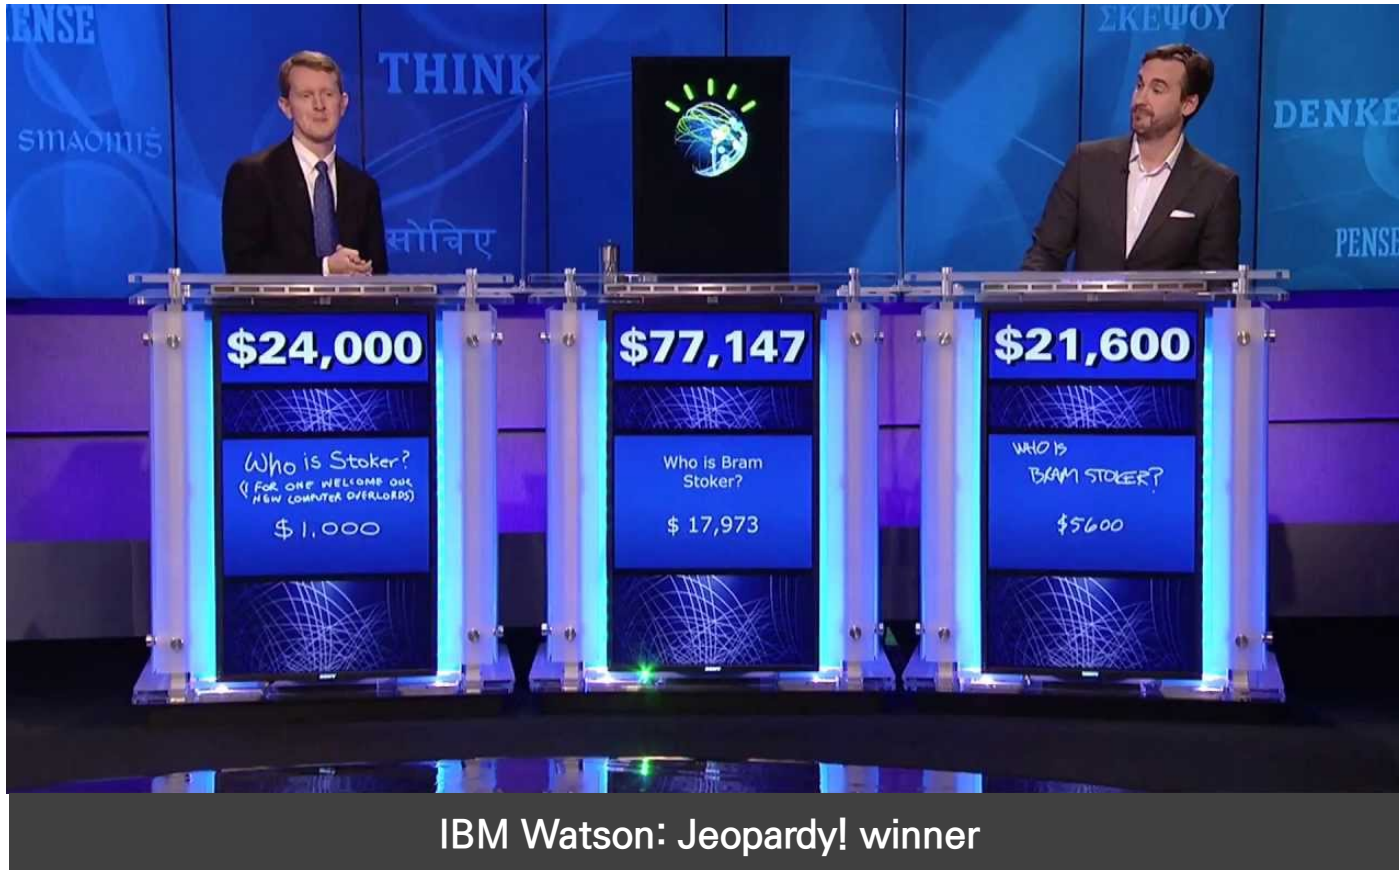 ENSE
THINK
ΣΚΕΨΟΥ
SMAOINIŚ
DENKE
सोचिए
PENSE
$24,000
$77,147
$21,600
Who is Stoker?
(I FOR ONE WELCOME OUR
NEW COMPUTER OVERLORDS)
$1,000
Who is Bram
Stoker?
$ 17,973
WHO IS
BRAM STOKER?
$5600
SONY
IBM Watson: Jeopardy! winner